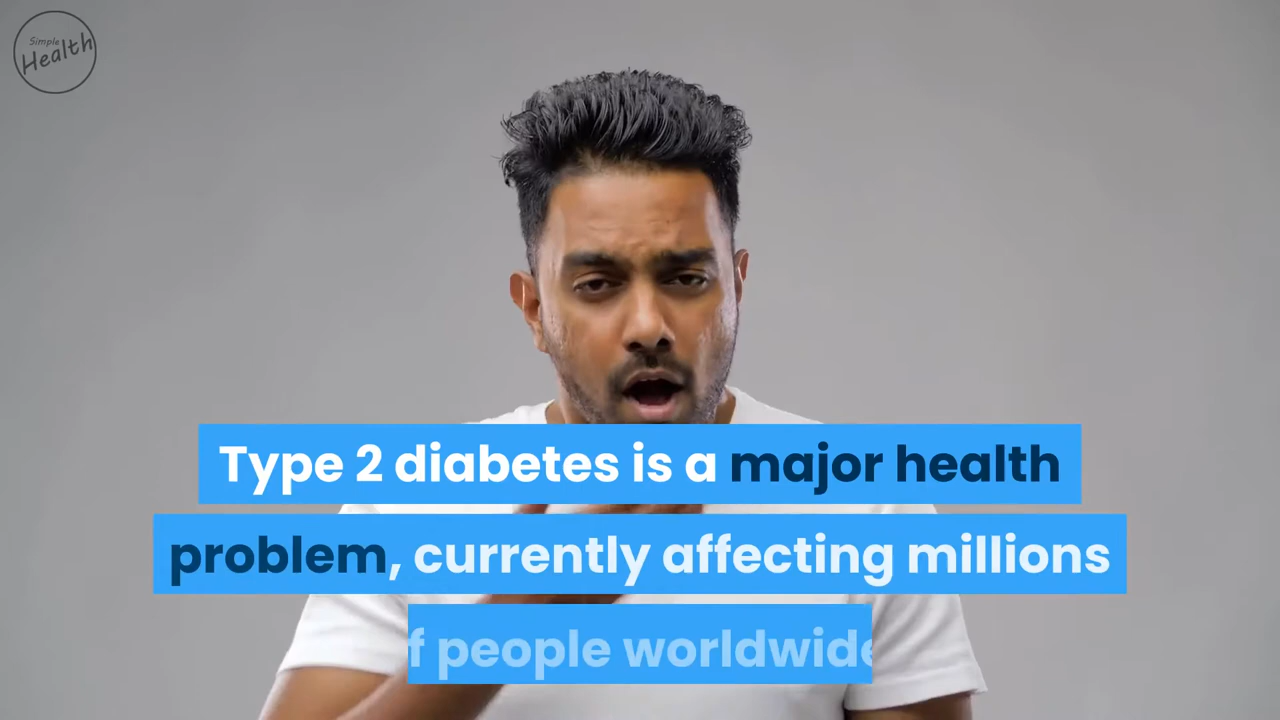 Simple
Health
Type 2 diabetes is a major health
problem, currently affecting millions
f people worldwide